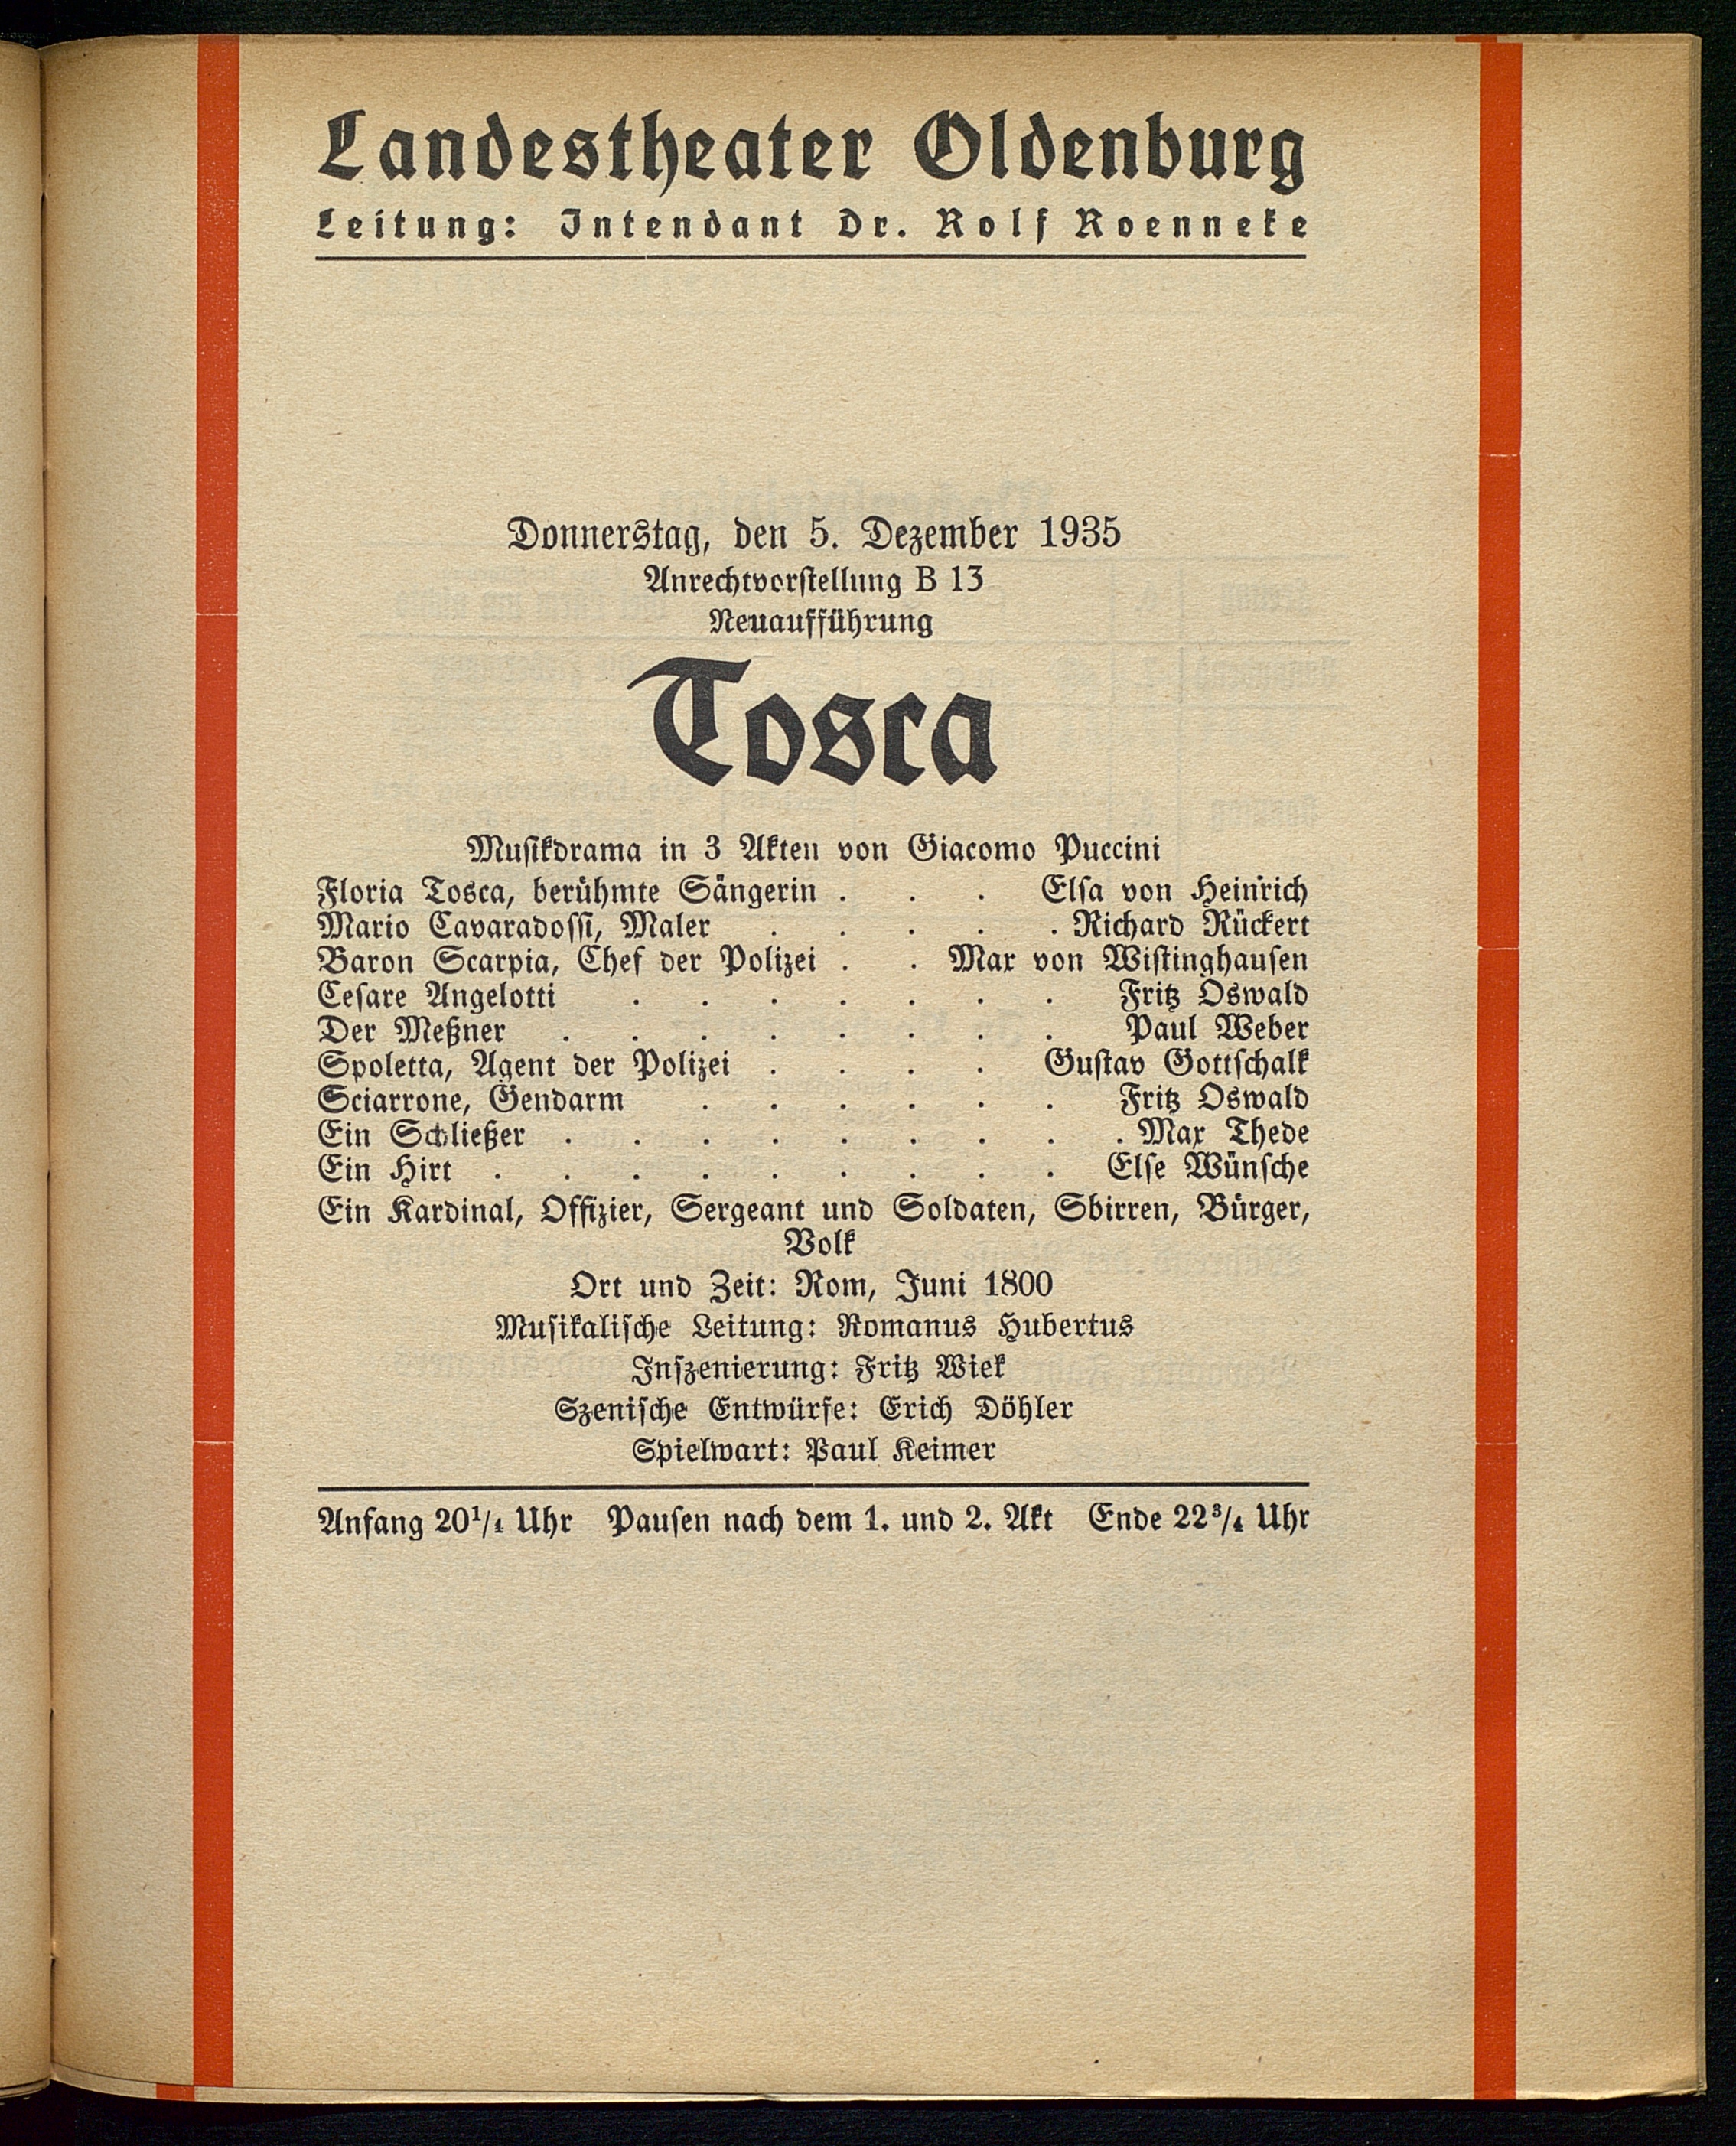 Landestheater Oldenburg
Leitung: Intendant Dr. Rolf Roenneke
Donnerstag, den 5. Dezember 1935
Anrechtvorstellung B 13
Neuaufführung
Tosca
Musikdrama in 3 Akten von Giacomo Puccini
Floria Tosca, berühmte Sängerin . . . Elsa von Heinrich
Mario Cavaradossi, Maler . . . . . Richard Rückert
Baron Scarpia, Chef der Polizei . . Max von Wistinghausen
Cesare Angelotti . . . . . . . Fritz Oswald
Der Meßner . . . . . . . . Paul Weber
Spoletta, Agent der Polizei . . . . Gustav Gottschalk
Sciarrone, Gendarm . . . . . . Fritz Oswald
Ein Schließer . . . . . . . . . Max Thede
Ein Hirt . . . . . . . . . Else Wünsche
Ein Kardinal, Offizier, Sergeant und Soldaten, Sbirren, Bürger,
Volk
Ort und Zeit: Rom, Juni 1800
Musikalische Leitung: Romanus Hubertus
Inszenierung: Fritz Wiek
Szenische Entwürfe: Erich Döhler
Spielwart: Paul Keimer
Anfang 20¹/₄ Uhr Pausen nach dem 1. und 2. Akt Ende 22³/₄ Uhr